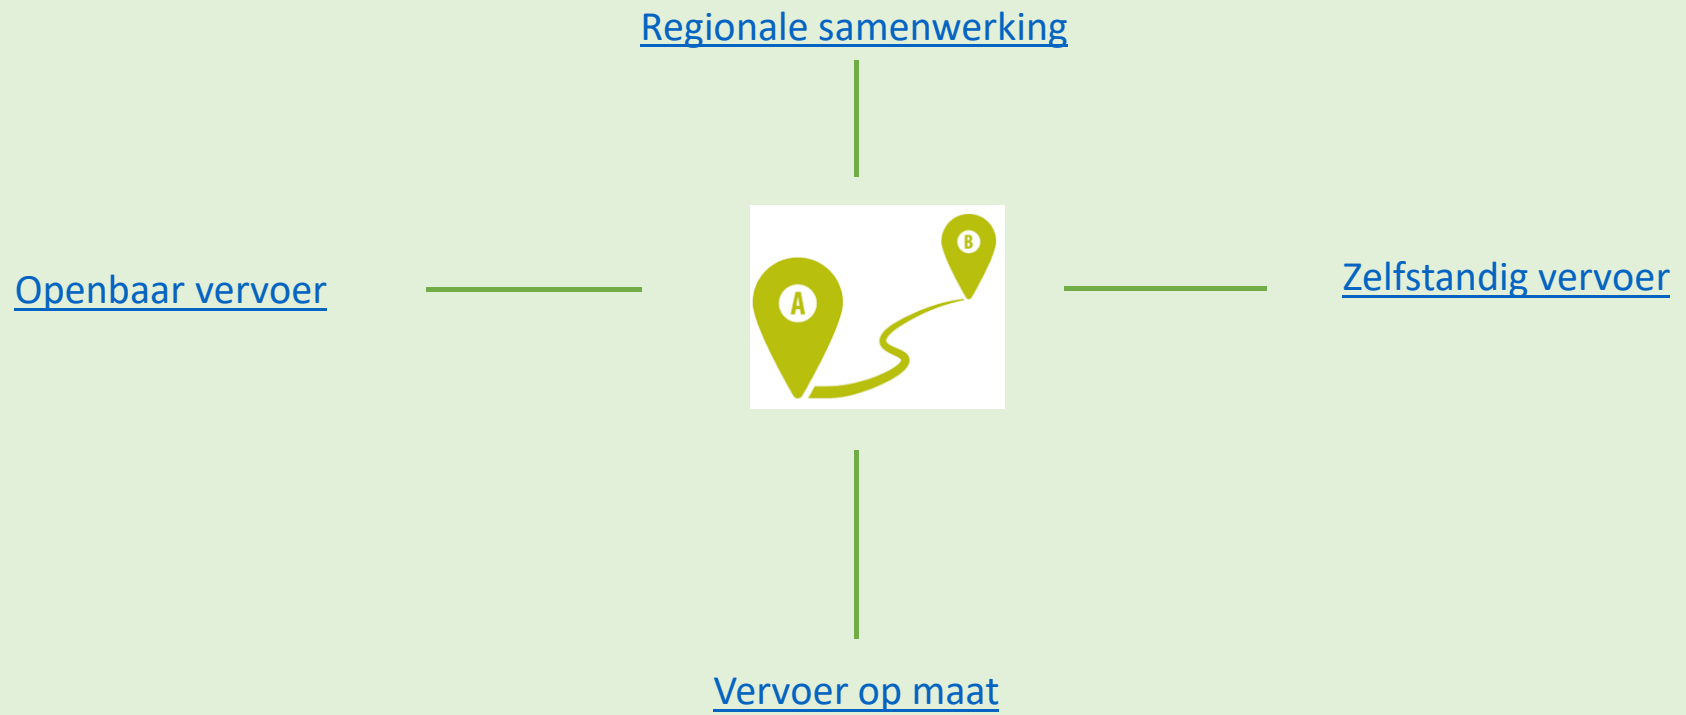 Regionale samenwerking
B
Openbaar vervoer
A
Zelfstandig vervoer
Vervoer op maat